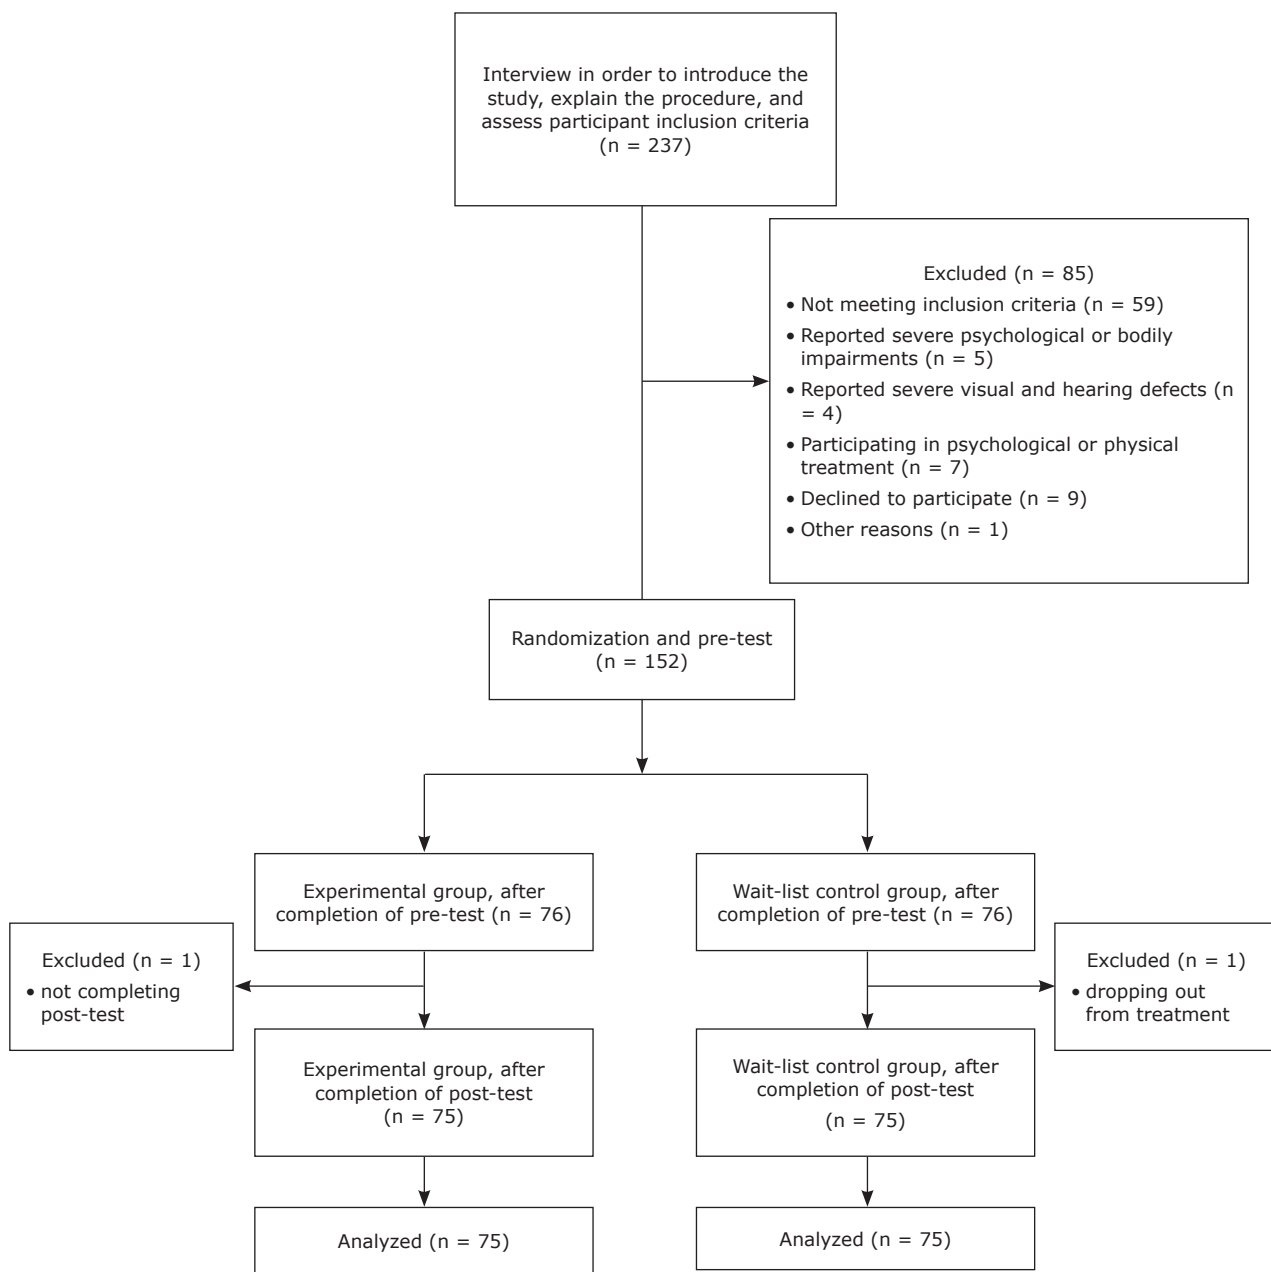 Interview in order to introduce the
study, explain the procedure, and
assess participant inclusion criteria
(n = 237)
Excluded (n = 85)
• Not meeting inclusion criteria (n = 59)
• Reported severe psychological or bodily
impairments (n = 5)
• Reported severe visual and hearing defects (n
= 4)
• Participating in psychological or physical
treatment (n = 7)
• Declined to participate (n = 9)
• Other reasons (n = 1)
Randomization and pre-test
(n = 152)
Experimental group, after
completion of pre-test (n = 76)
Wait-list control group, after
completion of pre-test (n = 76)
Excluded (n = 1)
• not completing
post-test
Excluded (n = 1)
• dropping out
from treatment
Experimental group, after
completion of post-test
(n = 75)
Wait-list control group, after
completion of post-test
(n = 75)
Analyzed (n = 75)
Analyzed (n = 75)